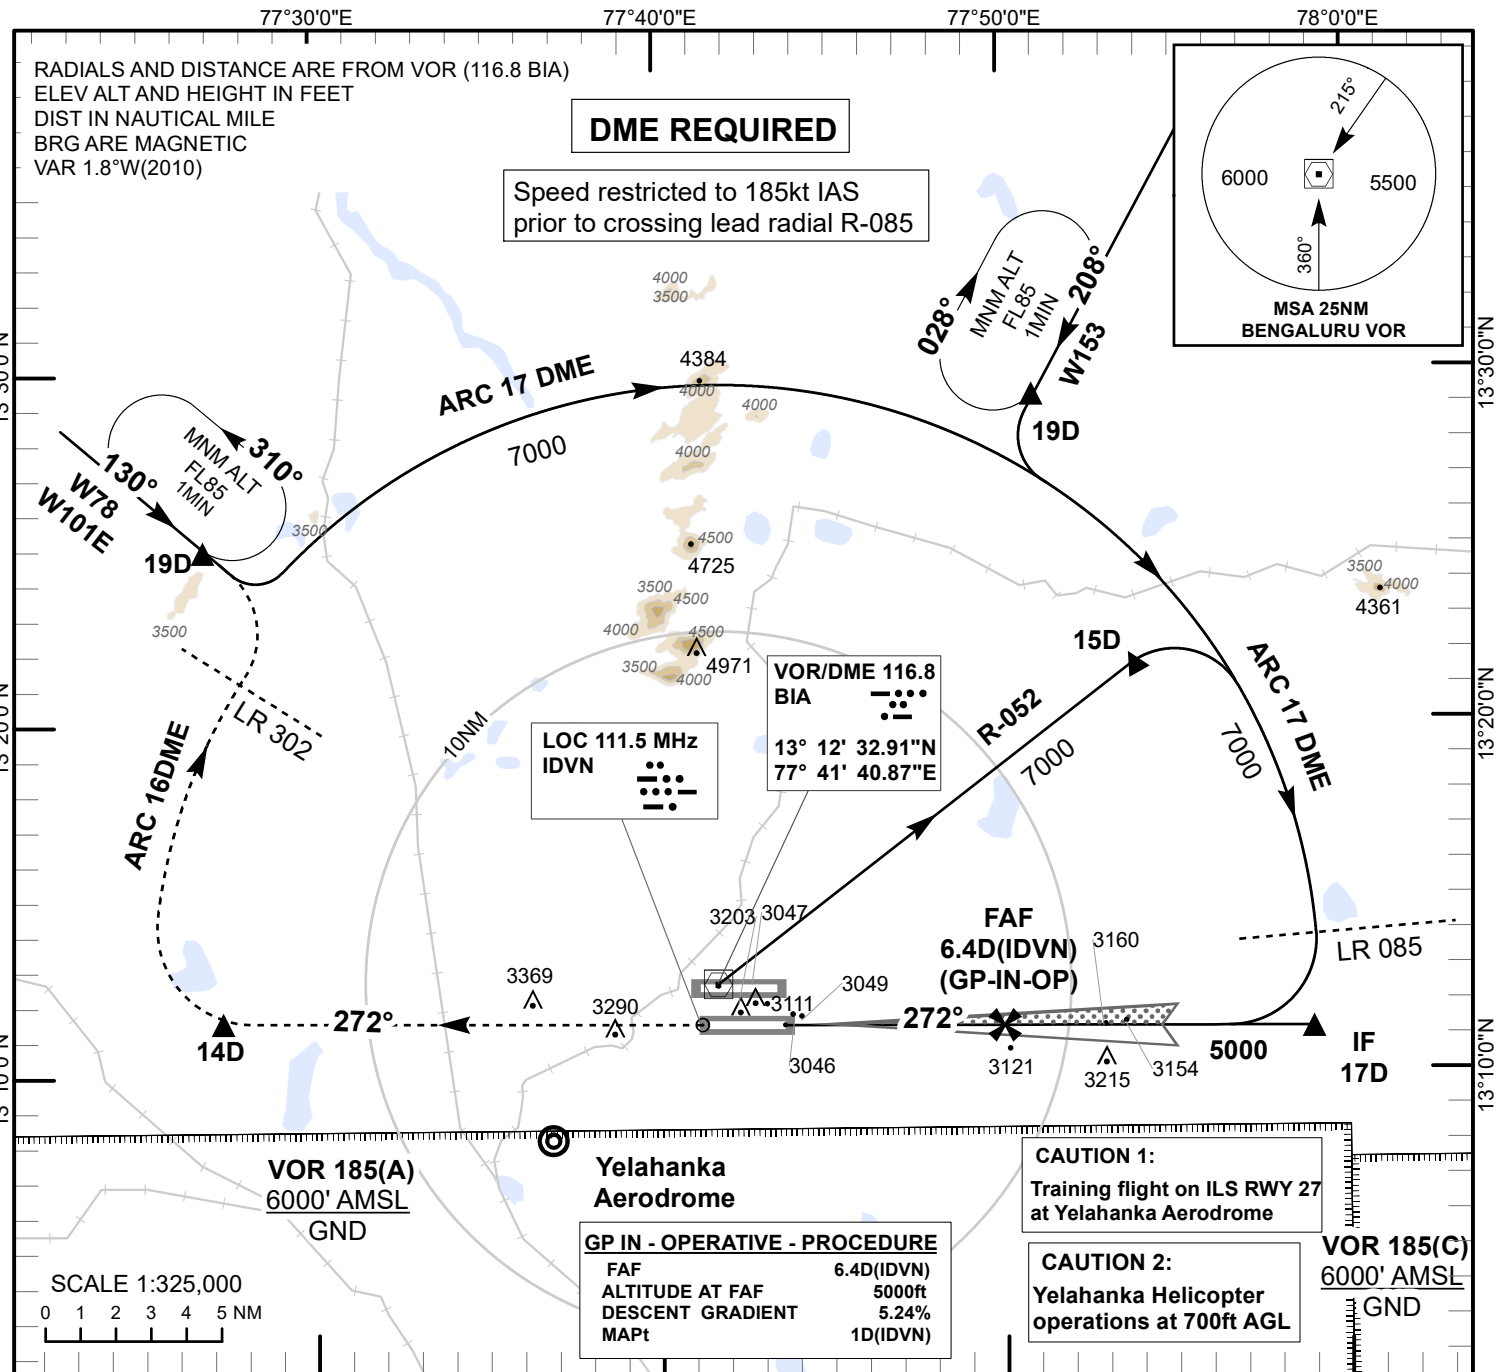 77°30'0"E
77°40'0"E
77°50'0"E
78°0'0"E
RADIALS AND DISTANCE ARE FROM VOR (116.8 BIA)
ELEV ALT AND HEIGHT IN FEET
DIST IN NAUTICAL MILE
BRG ARE MAGNETIC
VAR 1.8°W(2010)
DME REQUIRED
Speed restricted to 185kt IAS
prior to crossing lead radial R-085
215°
6000
5500
360°
MSA 25NM
BENGALURU VOR
4000
3500
028°
MNM ALT
FL85
1MIN
208°
W153
19D
13°30'0"N
13°30'0"N
ARC 17 DME
7000
4384
4000
4000
4000
130°
W78
W101E
MNM ALT
FL85
1MIN
310°
3500
19D
3500
4500
4725
3500
4500
4000
4500
3500
4971
4000
3500
4000
4361
15D
ARC 17 DME
7000
R-052
7000
LR 302
ARC 16DME
10NM
13°20'0"N
13°20'0"N
LOC 111.5 MHz
IDVN
VOR/DME 116.8
BIA
13° 12' 32.91"N
77° 41' 40.87"E
3203
3047
FAF
6.4D(IDVN)
(GP-IN-OP)
3160
LR 085
3369
3290
3111
3049
272°
272°
14D
3046
3121
3215
3154
5000
IF
17D
13°10'0"N
13°10'0"N
VOR 185(A)
6000' AMSL
GND
Yelahanka
Aerodrome
CAUTION 1:
Training flight on ILS RWY 27
at Yelahanka Aerodrome
GP IN - OPERATIVE - PROCEDURE
FAF 6.4D(IDVN)
ALTITUDE AT FAF 5000ft
DESCENT GRADIENT 5.24%
MAPt 1D(IDVN)
CAUTION 2:
Yelahanka Helicopter
operations at 700ft AGL
VOR 185(C)
6000' AMSL
GND
SCALE 1:325,000
0 1 2 3 4 5 NM